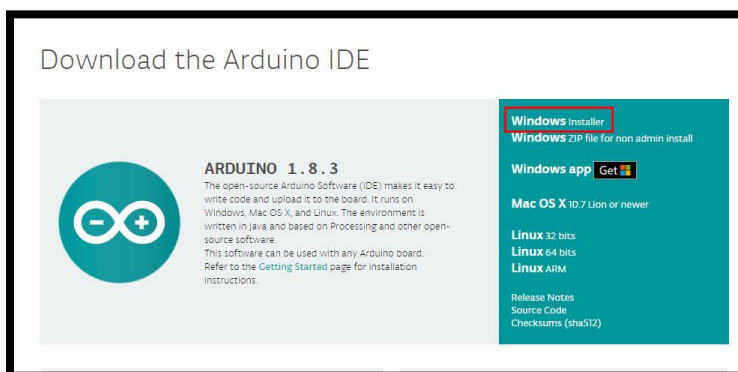 Download the Arduino IDE
ARDUINO 1.8.3
The open-source Arduino Software (IDE) makes it easy to
write code and upload it to the board. It runs on
Windows, Mac OS X, and Linux. The environment is
written in Java and based on Processing and other open-
source software.
This software can be used with any Arduino board.
Refer to the Getting Started page for Installation
instructions.
Windows Installer
Windows ZIP file for non admin install
Windows app Get
Mac OS X 10.7 Lion or newer
Linux 32 bits
Linux 64 bits
Linux ARM
Release Notes
Source Code
Checksums (sha512)